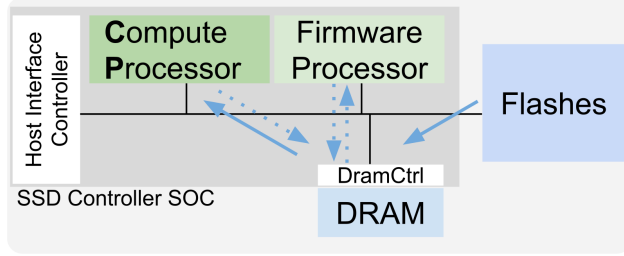 Host Interface
Controller
Compute
Processor
Firmware
Processor
Flashes
DramCtrl
SSD Controller SOC
DRAM